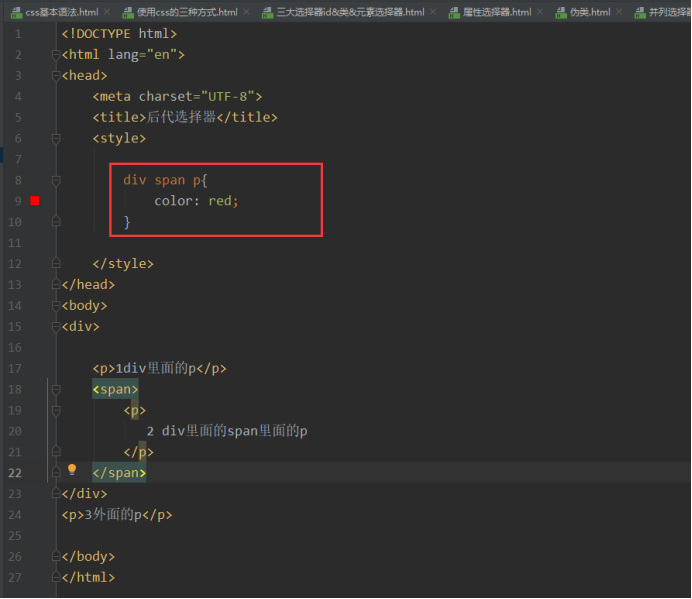 css基本语法.html 使用css的三种方式.html 三大选择器id&类&元素选择器.html 属性选择器.html 伪类.html 并列选择器
1 <!DOCTYPE html>
2 <html lang="en">
3 <head>
4 <meta charset="UTF-8">
5 <title>后代选择器</title>
6 <style>
7
8 div span p{
9 color: red;
10 }
11
12 </style>
13 </head>
14 <body>
15 <div>
16
17 <p>1div里面的p</p>
18 <span>
19 <p>
20 2 div里面的span里面的p
21 </p>
22 </span>
23 </div>
24 <p>3外面的p</p>
25
26 </body>
27 </html>